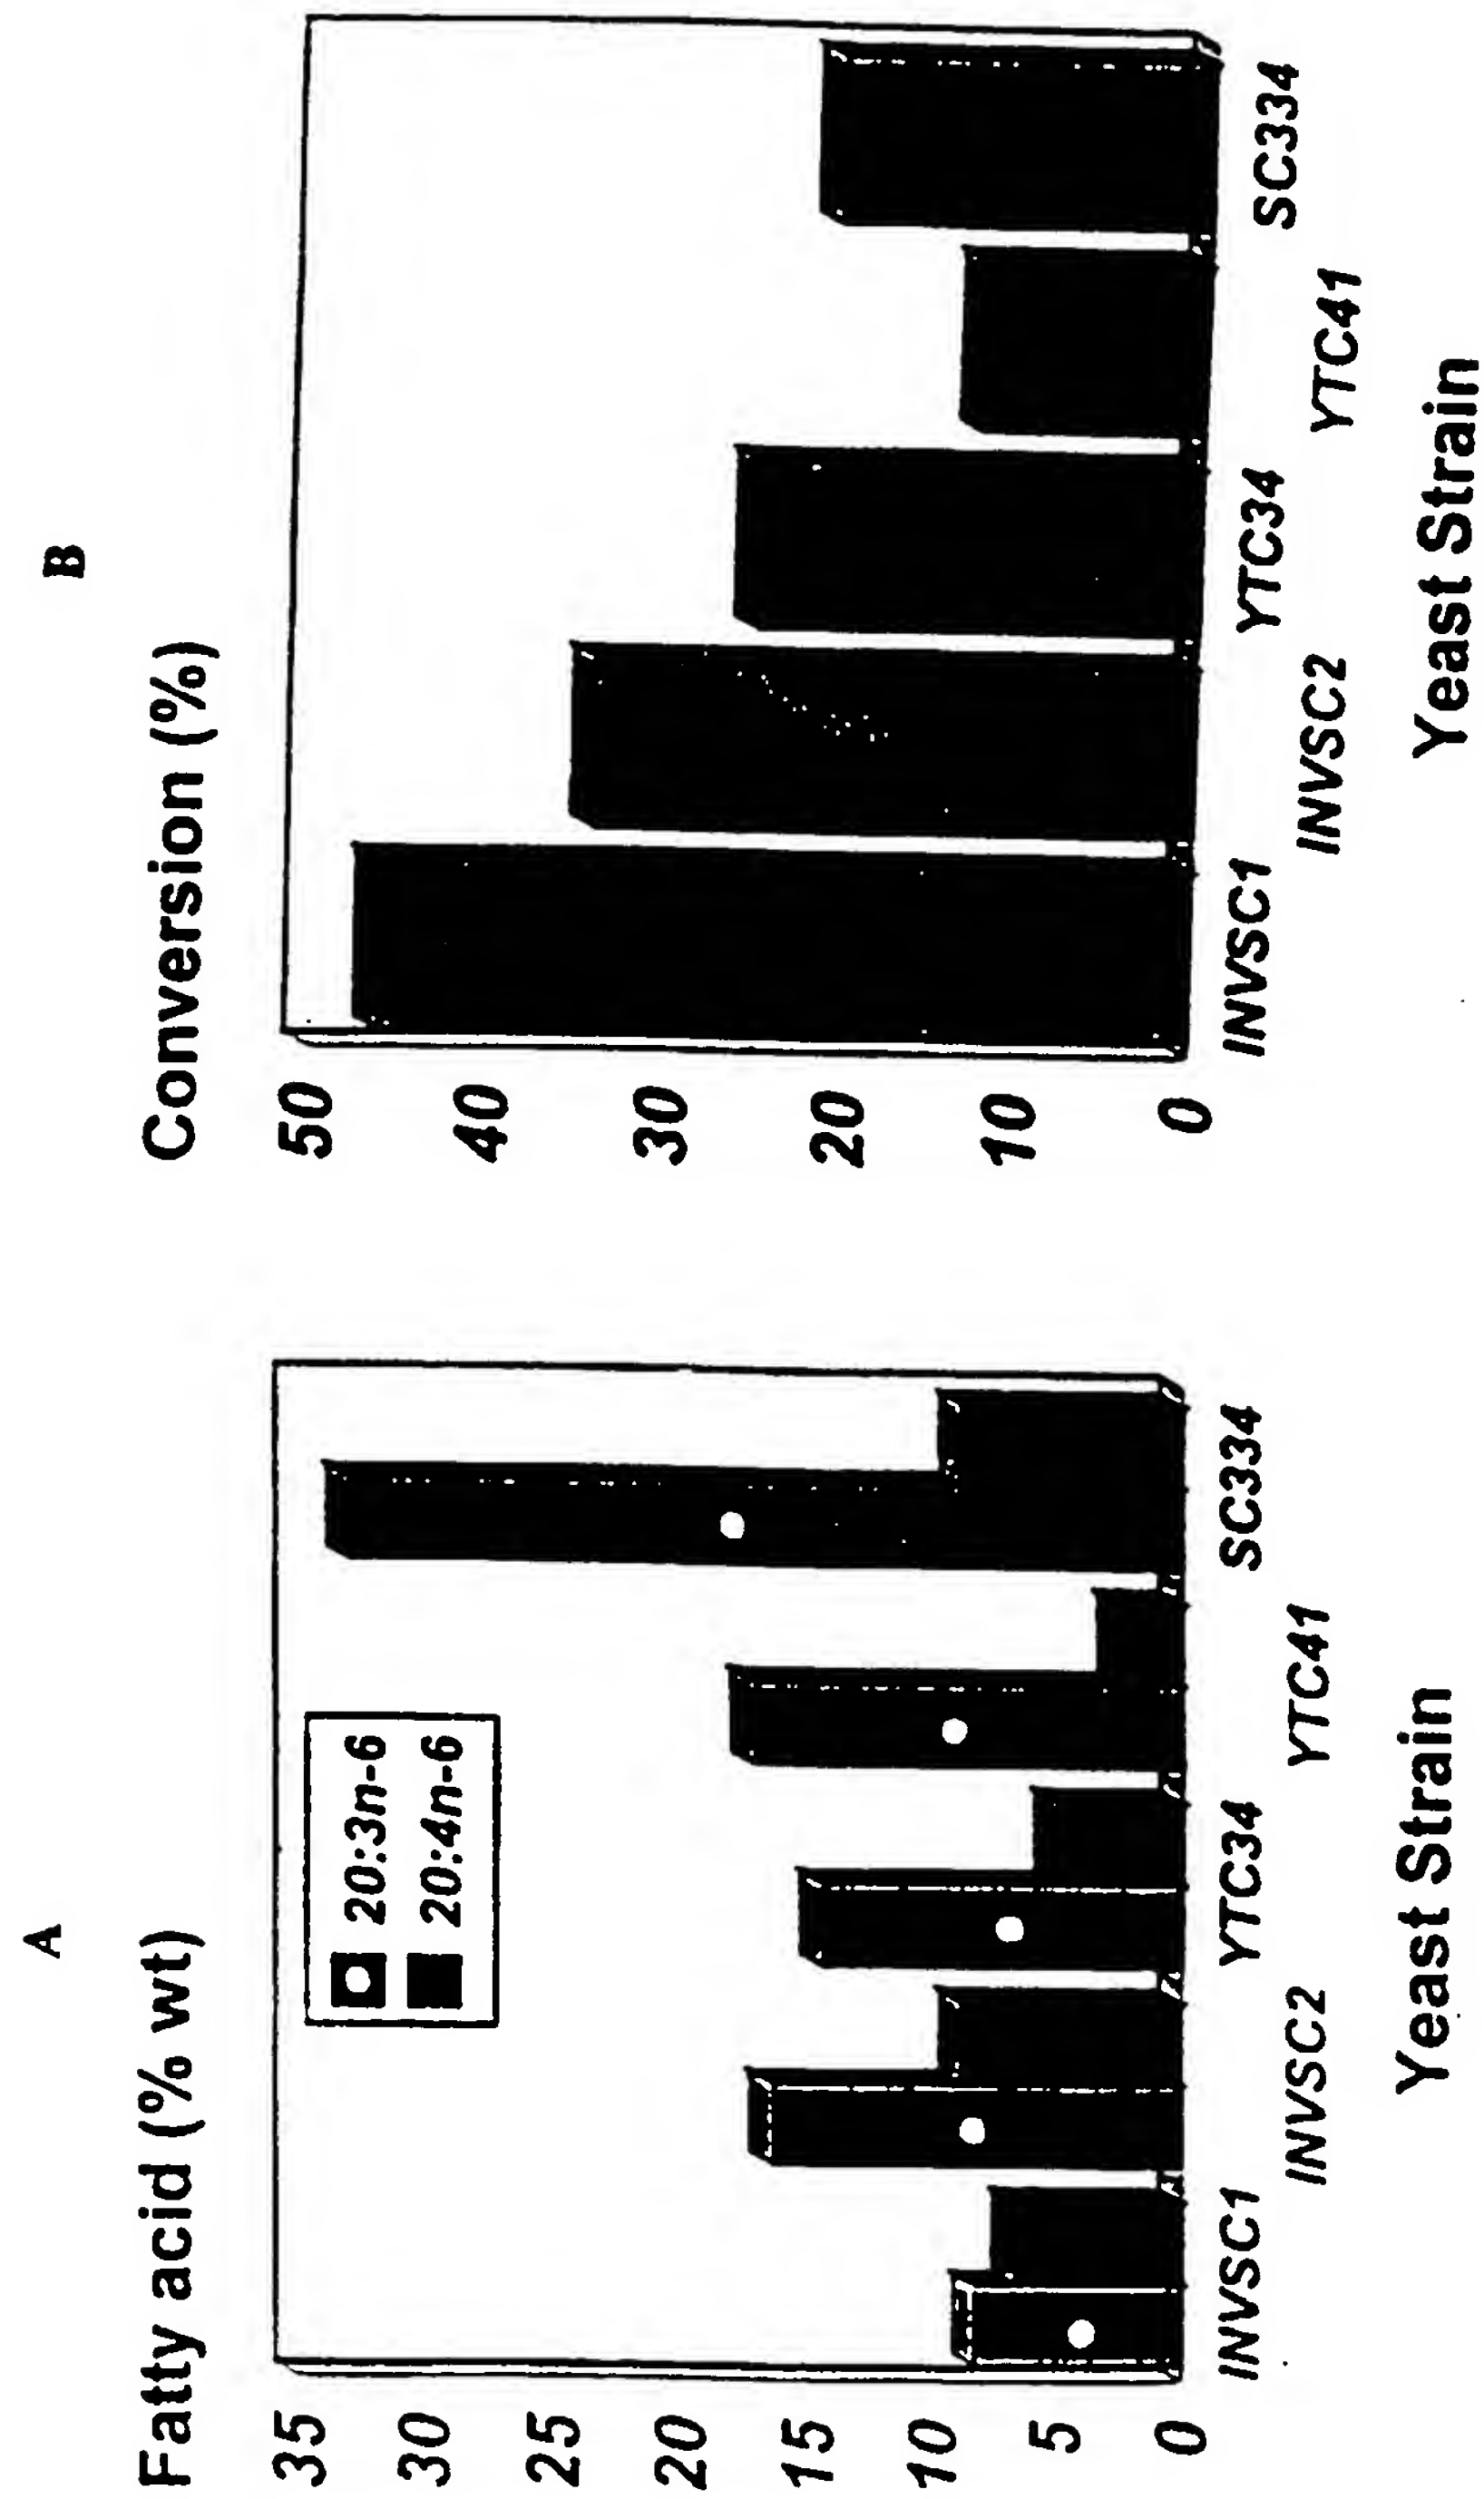 A
Fatty acid (% wt)
35
30
25
20
15
10
5
0
20:3n-6
20:4n-6
INVSC1
INVSC2
YTC34
YTC41
SC334
Yeast Strain
B
Conversion (%)
50
40
30
20
10
0
INVSC1
INVSC2
YTC34
YTC41
SC334
Yeast Strain